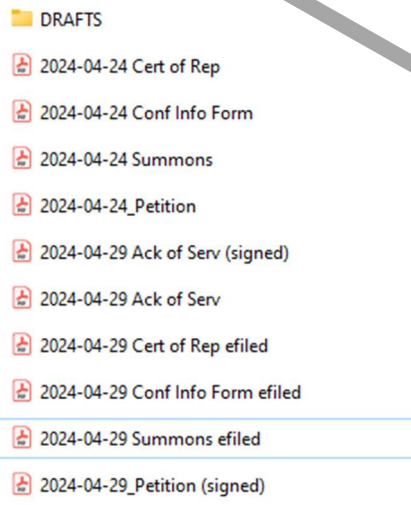 DRAFTS
2024-04-24 Cert of Rep
2024-04-24 Conf Info Form
2024-04-24 Summons
2024-04-24_Petition
2024-04-29 Ack of Serv (signed)
2024-04-29 Ack of Serv
2024-04-29 Cert of Rep efiled
2024-04-29 Conf Info Form efiled
2024-04-29 Summons efiled
2024-04-29_Petition (signed)